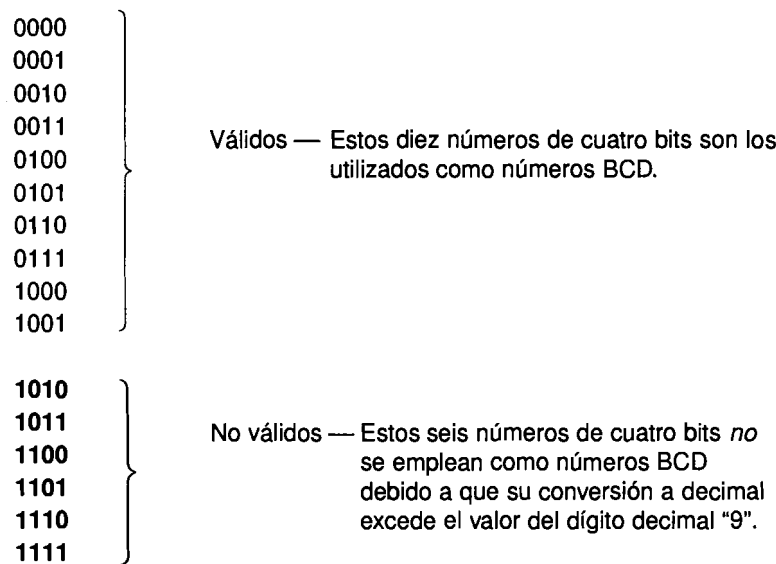 0000
0001
0010
0011
0100
0101
0110
0111
1000
1001
Válidos — Estos diez números de cuatro bits son los
utilizados como números BCD.
1010
1011
1100
1101
1110
1111
No válidos — Estos seis números de cuatro bits no
se emplean como números BCD
debido a que su conversión a decimal
excede el valor del dígito decimal “9”.